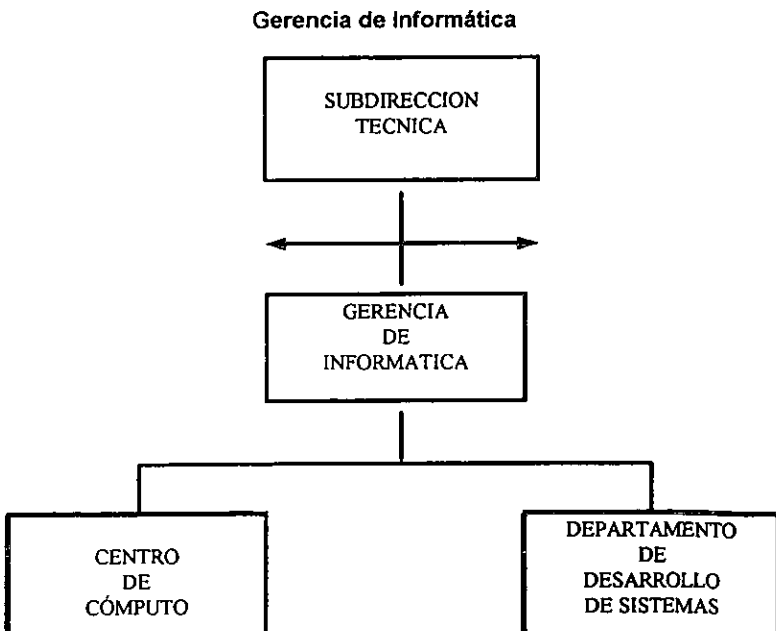 Gerencia de Informática
SUBDIRECCION
TECNICA
GERENCIA
DE
INFORMATICA
CENTRO
DE
CÓMPUTO
DEPARTAMENTO
DE
DESARROLLO
DE SISTEMAS